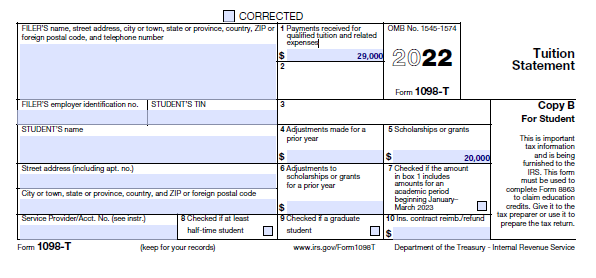 CORRECTED
FILER'S name, street address, city or town, state or province, country, ZIP or
foreign postal code, and telephone number
1 Payments received for
qualified tuition and related
expenses
$ 29,000
2
OMB No. 1545-1574
2022
Form 1098-T
Tuition
Statement
FILER'S employer identification no.
STUDENT'S TIN
3
Copy B
For Student
STUDENT'S name
4 Adjustments made for a
prior year
$
5 Scholarships or grants
$ 20,000
This is important
tax information
and is being
furnished to the
IRS. This form
must be used to
complete Form 8863
to claim education
credits. Give it to the
tax preparer or use it to
prepare the tax return.
Street address (including apt. no.)
6 Adjustments to
scholarships or grants
for a prior year
$
7 Checked if the amount
in box 1 includes
amounts for an
academic period
beginning January–
March 2023
City or town, state or province, country, and ZIP or foreign postal code
Service Provider/Acct. No. (see instr.)
8 Checked if at least
half-time student
9 Checked if a graduate
student
10 Ins. contract reimb./refund
$
Form 1098-T
(keep for your records)
www.irs.gov/Form1098T
Department of the Treasury - Internal Revenue Service